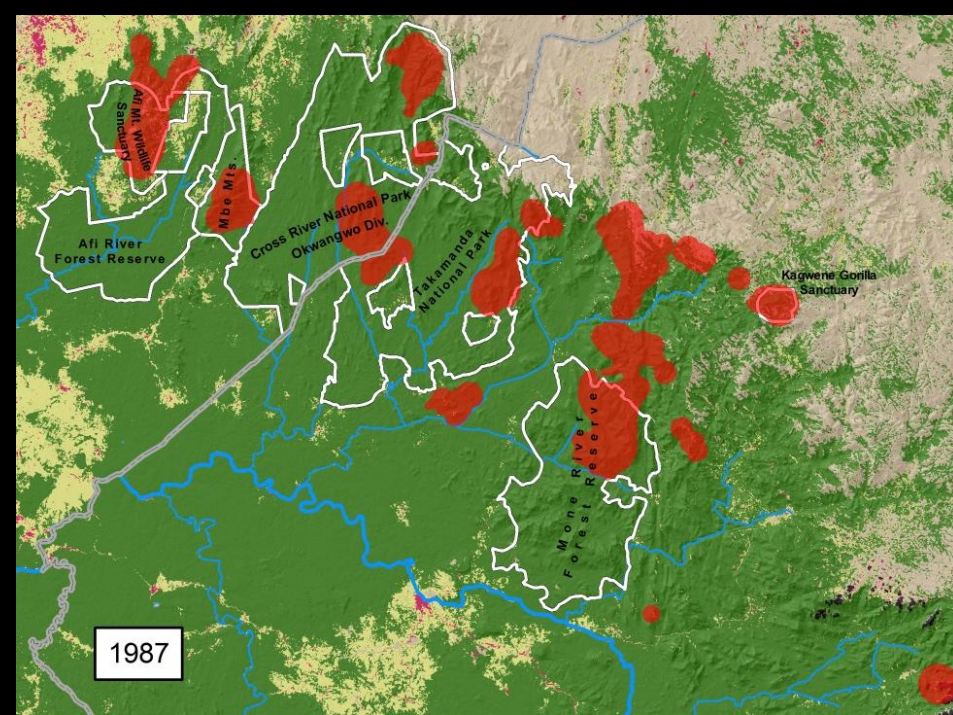 Afi Mt. Wildlife
Sanctuary
Mbe Mts.
Afi River
Forest Reserve
Cross River National Park
Okwangwo Div.
Takamanda
National Park
Kagwene Gorilla
Sanctuary
Mone River
Forest Reserve
1987